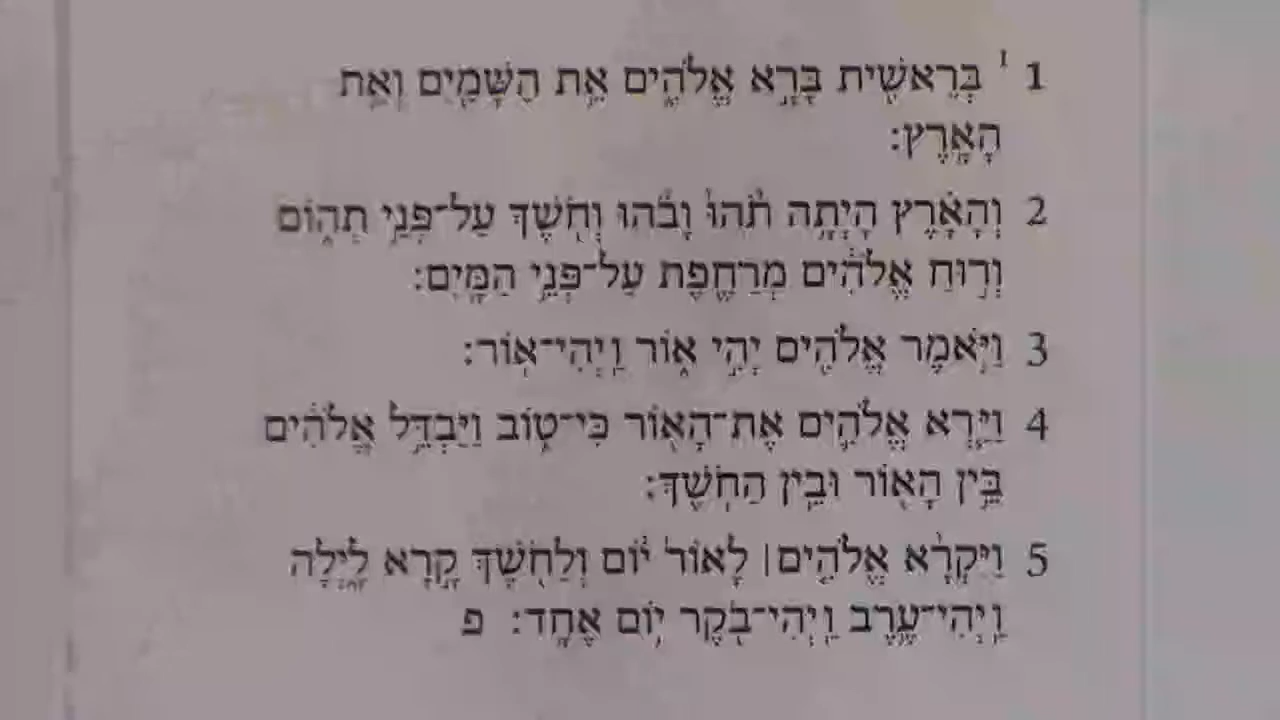 1 ¹ בְּרֵאשִׁ֖ית בָּרָ֣א אֱלֹהִ֑ים אֵ֥ת הַשָּׁמַ֖יִם וְאֵ֥ת
הָאָֽרֶץ׃
2 וְהָאָ֗רֶץ הָיְתָ֥ה תֹ֙הוּ֙ וָבֹ֔הוּ וְחֹ֖שֶׁךְ עַל־פְּנֵ֣י תְה֑וֹם
וְר֣וּחַ אֱלֹהִ֔ים מְרַחֶ֖פֶת עַל־פְּנֵ֥י הַמָּֽיִם׃
3 וַיֹּ֥אמֶר אֱלֹהִ֖ים יְהִ֣י א֑וֹר וַֽיְהִי־אֽוֹר׃
4 וַיַּ֧רְא אֱלֹהִ֛ים אֶת־הָא֖וֹר כִּי־ט֑וֹב וַיַּבְדֵּ֣ל אֱלֹהִ֔ים
בֵּ֥ין הָא֖וֹר וּבֵ֥ין הַחֹֽשֶׁךְ׃
5 וַיִּקְרָ֨א אֱלֹהִ֤ים׀ לָאוֹר֙ י֔וֹם וְלַחֹ֖שֶׁךְ קָ֣רָא לָ֑יְלָה
וַֽיְהִי־עֶ֥רֶב וַֽיְהִי־בֹ֖קֶר י֥וֹם אֶחָֽד׃ פ